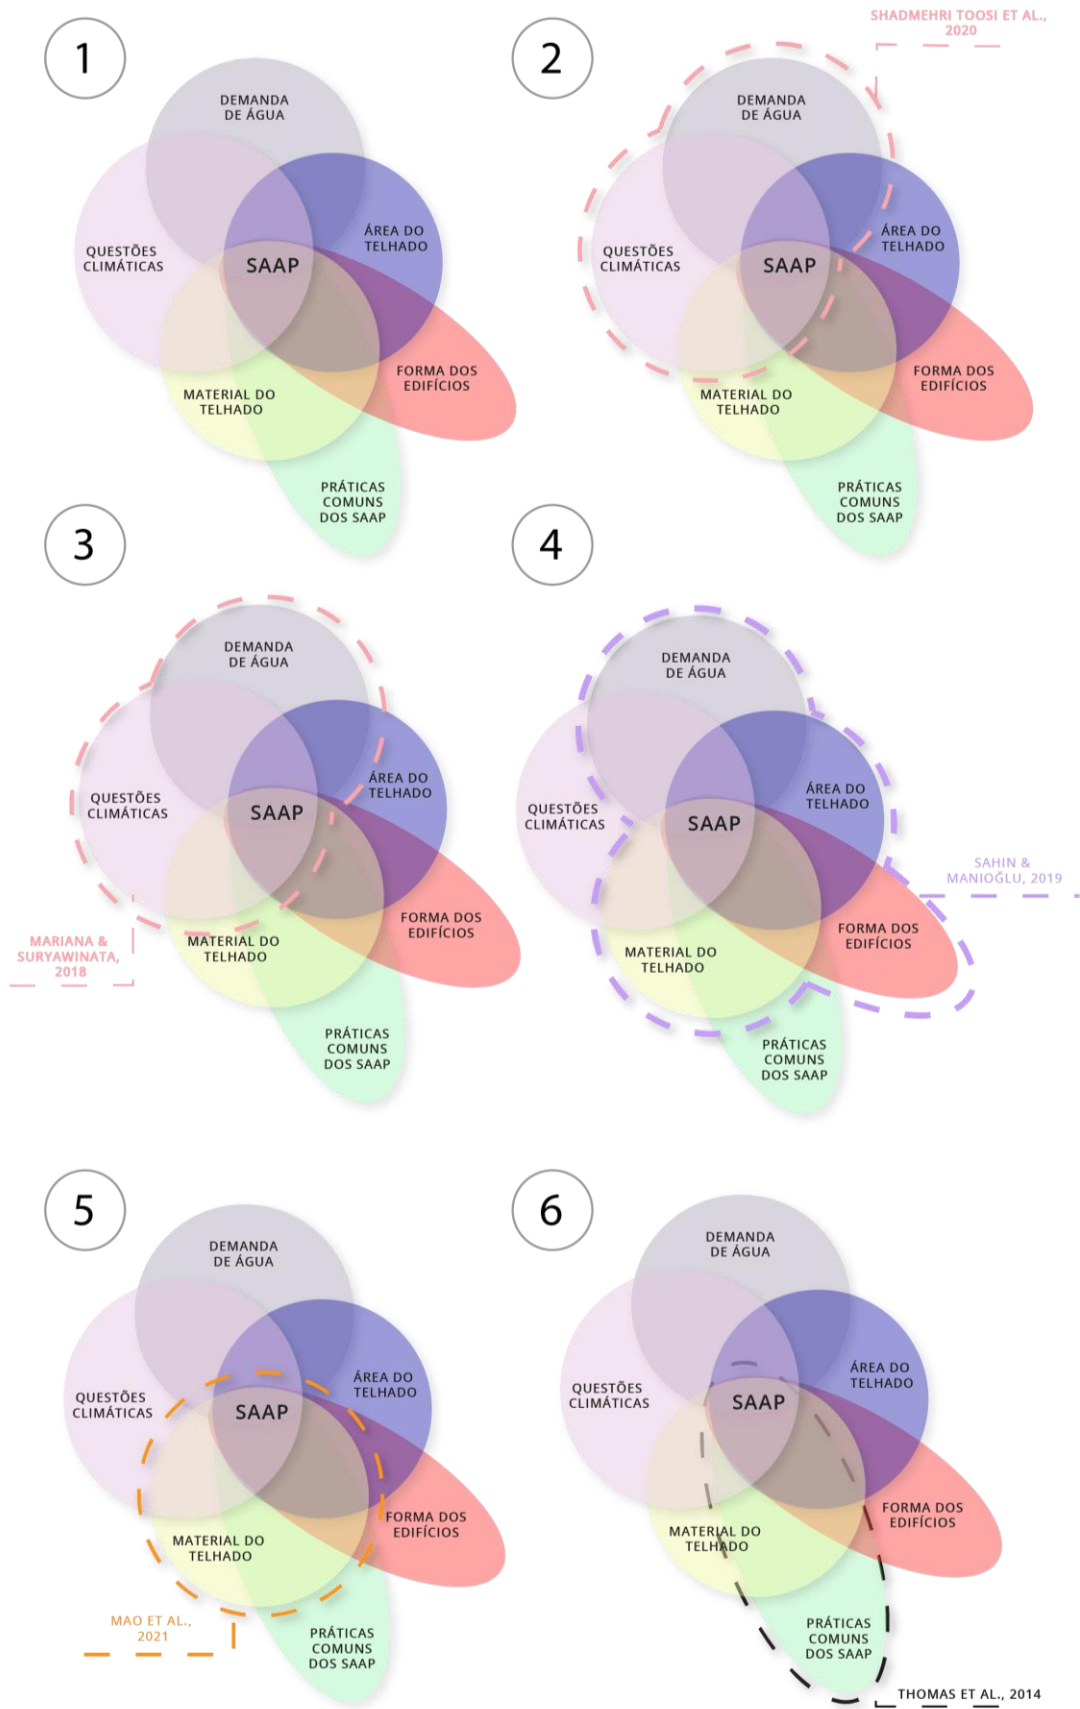 1
DEMANDA
DE ÁGUA
QUESTÕES
CLIMÁTICAS
ÁREA DO
TELHADO
SAAP
FORMA DOS
EDIFÍCIOS
MATERIAL DO
TELHADO
PRÁTICAS
COMUNS
DOS SAAP
2
SHADMEHRI TOOSI ET AL.,
2020
DEMANDA
DE ÁGUA
QUESTÕES
CLIMÁTICAS
ÁREA DO
TELHADO
SAAP
FORMA DOS
EDIFÍCIOS
MATERIAL DO
TELHADO
PRÁTICAS
COMUNS
DOS SAAP
3
DEMANDA
DE ÁGUA
QUESTÕES
CLIMÁTICAS
ÁREA DO
TELHADO
SAAP
FORMA DOS
EDIFÍCIOS
MATERIAL DO
TELHADO
MARIANA &
SURYAWINATA,
2018
PRÁTICAS
COMUNS
DOS SAAP
4
DEMANDA
DE ÁGUA
QUESTÕES
CLIMÁTICAS
ÁREA DO
TELHADO
SAAP
SAHIN &
MANIOĞLU, 2019
FORMA DOS
EDIFÍCIOS
MATERIAL DO
TELHADO
PRÁTICAS
COMUNS
DOS SAAP
5
DEMANDA
DE ÁGUA
QUESTÕES
CLIMÁTICAS
ÁREA DO
TELHADO
SAAP
FORMA DOS
EDIFÍCIOS
MATERIAL DO
TELHADO
MAO ET AL.,
2021
PRÁTICAS
COMUNS
DOS SAAP
6
DEMANDA
DE ÁGUA
QUESTÕES
CLIMÁTICAS
ÁREA DO
TELHADO
SAAP
FORMA DOS
EDIFÍCIOS
MATERIAL DO
TELHADO
PRÁTICAS
COMUNS
DOS SAAP
THOMAS ET AL., 2014